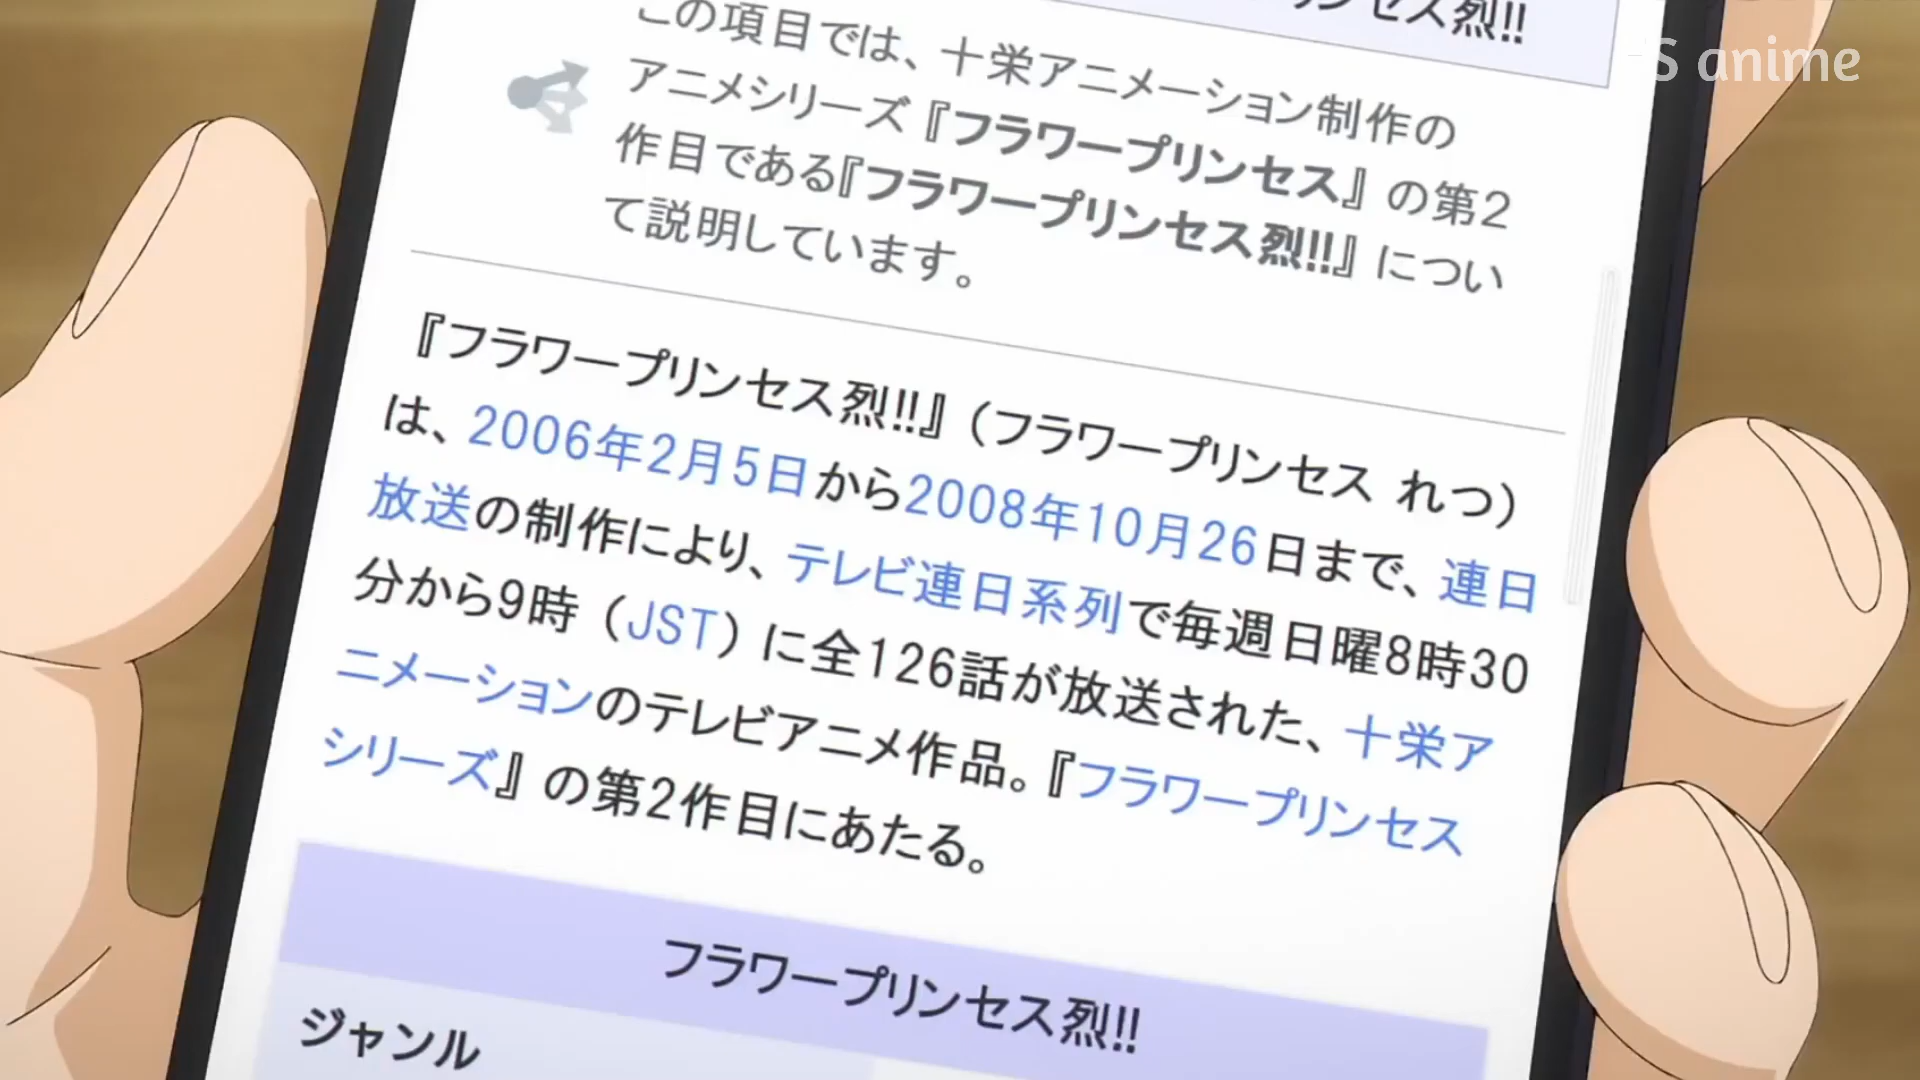 ンセス烈!!
S anime
この項目では、十栄アニメーション制作の
アニメシリーズ『フラワープリンセス』の第2
作目である『フラワープリンセス烈!!』につい
て説明しています。
『フラワープリンセス烈!!』（フラワープリンセス れつ）
は、2006年2月5日から2008年10月26日まで、連日
放送の制作により、テレビ連日系列で毎週日曜8時30
分から9時（JST）に全126話が放送された、十栄ア
ニメーションのテレビアニメ作品。『フラワープリンセス
シリーズ』の第2作目にあたる。
フラワープリンセス烈!!
ジャンル